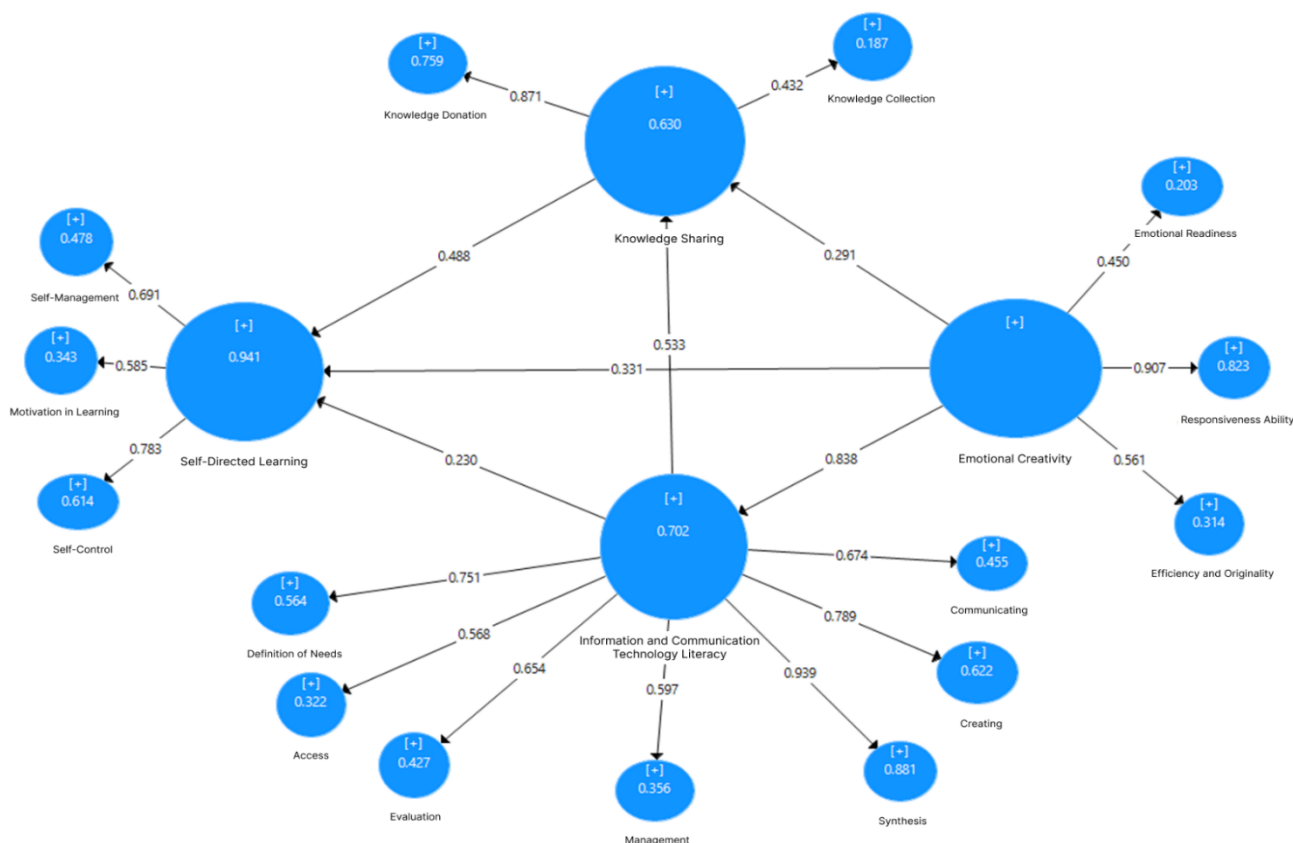 [+]
0.187
Knowledge Collection
[+]
0.759
Knowledge Donation
0.871
0.432
[+]
0.630
Knowledge Sharing
[+]
0.203
Emotional Readiness
[+]
0.478
Self-Management
0.488
0.291
0.450
0.691
[+]
0.343
Motivation in Learning
0.585
[+]
0.941
Self-Directed Learning
0.533
0.331
[+]
Emotional Creativity
0.907
[+]
0.823
Responsiveness Ability
0.783
[+]
0.614
Self-Control
0.230
0.838
0.561
[+]
0.314
Efficiency and Originality
[+]
0.702
Information and Communication
Technology Literacy
0.674
[+]
0.455
Communicating
0.751
[+]
0.564
Definition of Needs
0.568
[+]
0.322
Access
0.654
[+]
0.427
Evaluation
0.597
[+]
0.356
Management
0.939
[+]
0.881
Synthesis
0.789
[+]
0.622
Creating